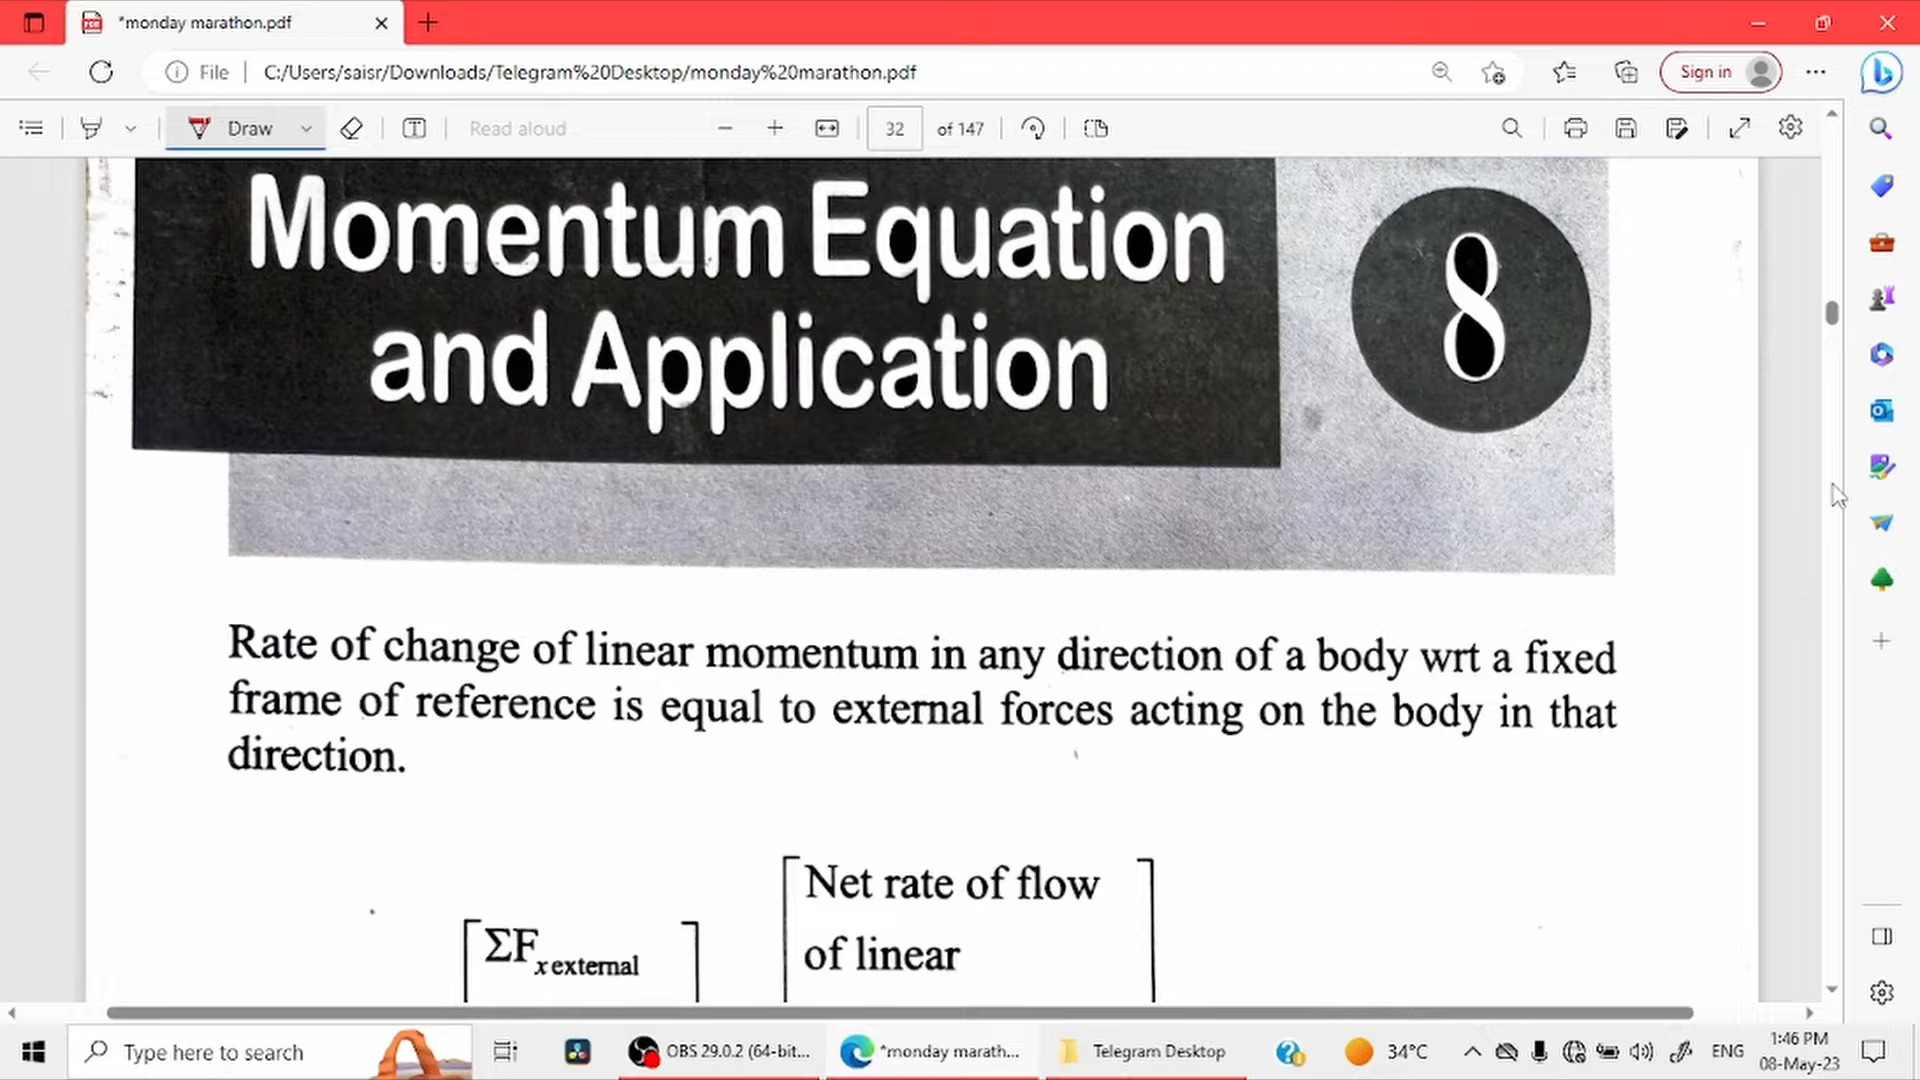 *monday marathon.pdf
File
C:/Users/saisr/Downloads/Telegram%20Desktop/monday%20marathon.pdf
Sign in
Draw
Read aloud
32 of 147
Momentum Equation
and Application
8
Rate of change of linear momentum in any direction of a body wrt a fixed
frame of reference is equal to external forces acting on the body in that
direction.
Net rate of flow
of linear
ΣFx external
Type here to search
OBS 29.0.2 (64-bit...
*monday marath...
Telegram Desktop
34°C
ENG
1:46 PM
08-May-23